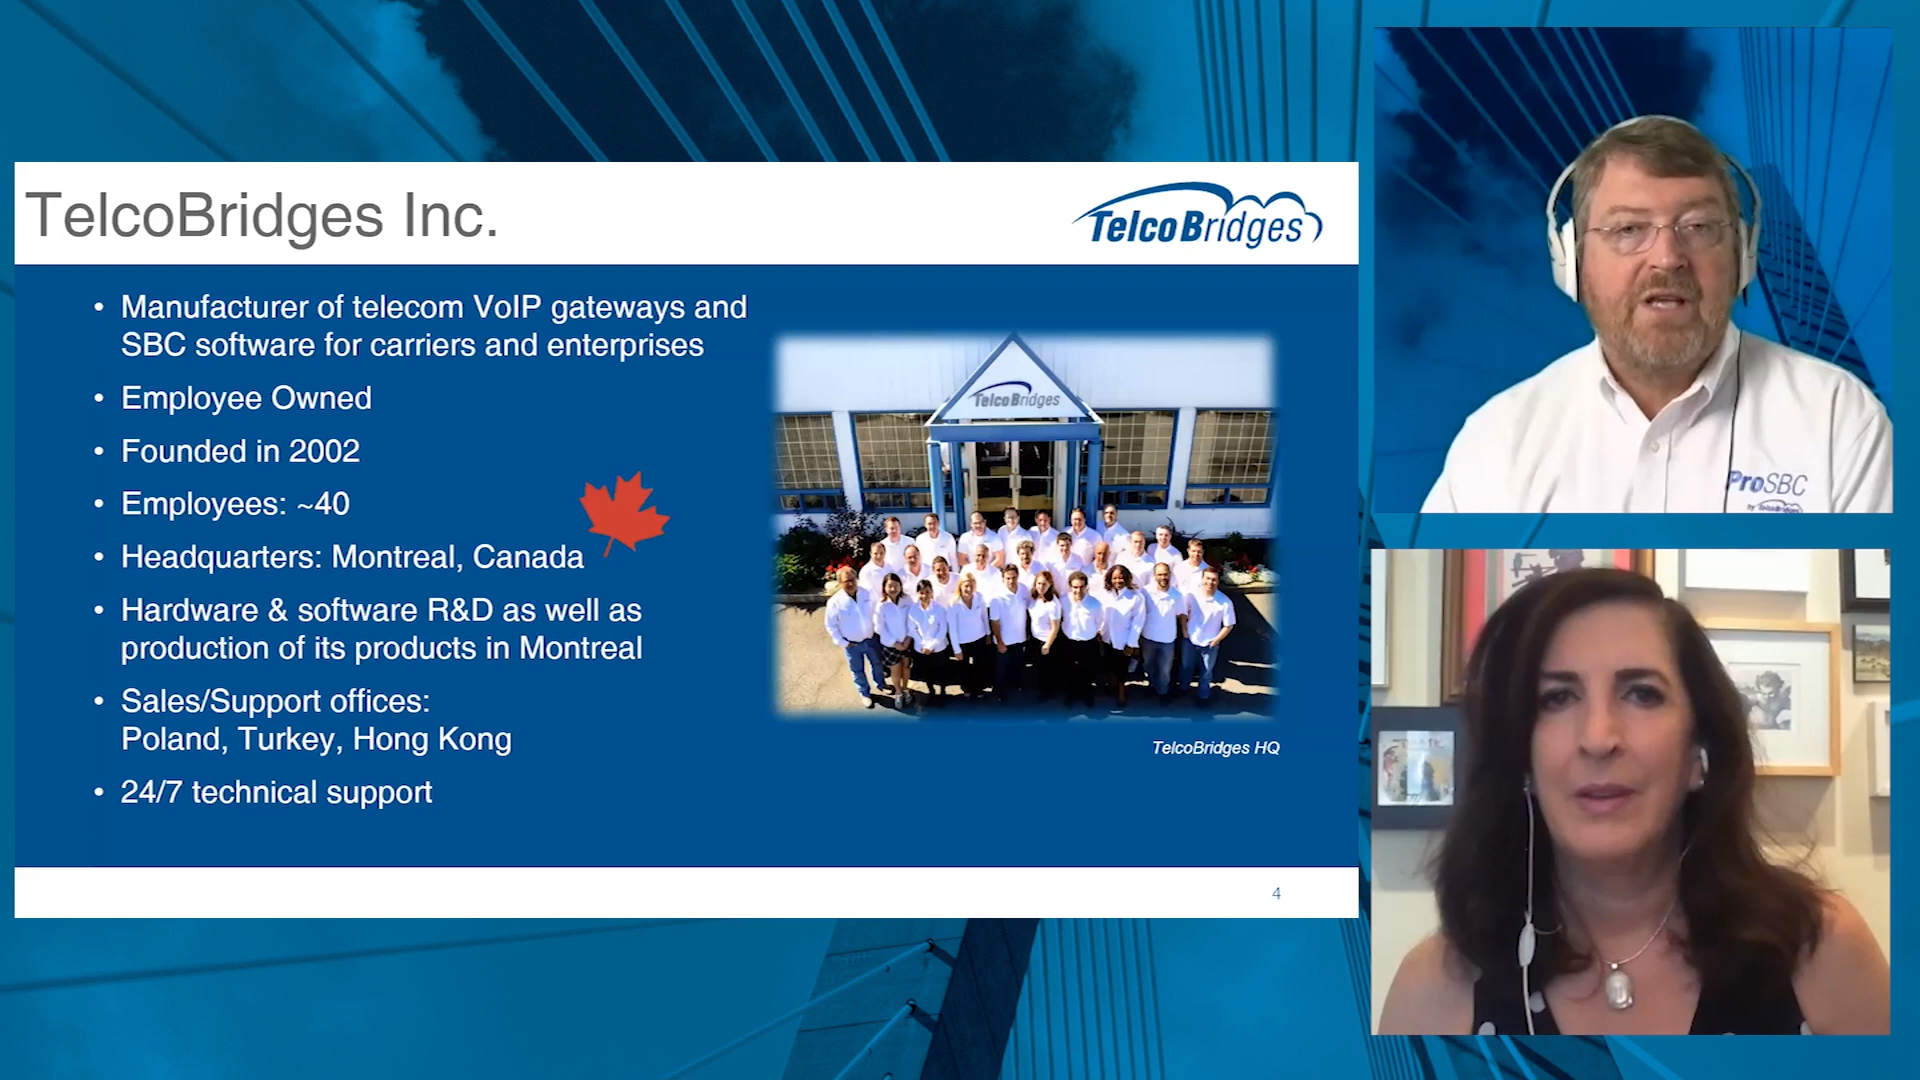 TelcoBridges Inc.
TelcoBridges
• Manufacturer of telecom VoIP gateways and
SBC software for carriers and enterprises
• Employee Owned
• Founded in 2002
• Employees: ~40
• Headquarters: Montreal, Canada
• Hardware & software R&D as well as
production of its products in Montreal
• Sales/Support offices:
Poland, Turkey, Hong Kong
• 24/7 technical support
TelcoBridges
TelcoBridges HQ
4
ProSBC
by TelcoBridges